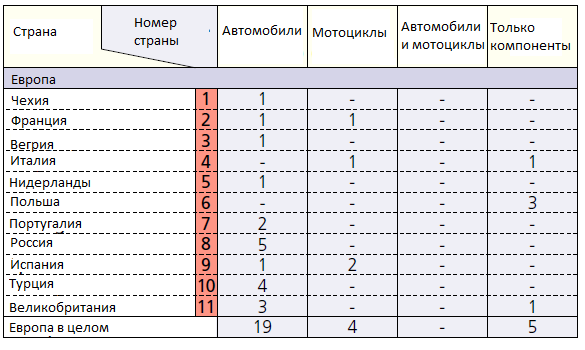 Страна Номер страны Автомобили Мотоциклы Автомобили и мотоциклы Только компоненты
Европа
Чехия 1 1 - - -
Франция 2 1 1 - -
Вегрия 3 1 - - -
Италия 4 - 1 - 1
Нидерланды 5 1 - - -
Польша 6 - - - 3
Португалия 7 2 - - -
Россия 8 5 - - -
Испания 9 1 2 - -
Турция 10 4 - - -
Великобритания 11 3 - - 1
Европа в целом 19 4 - 5